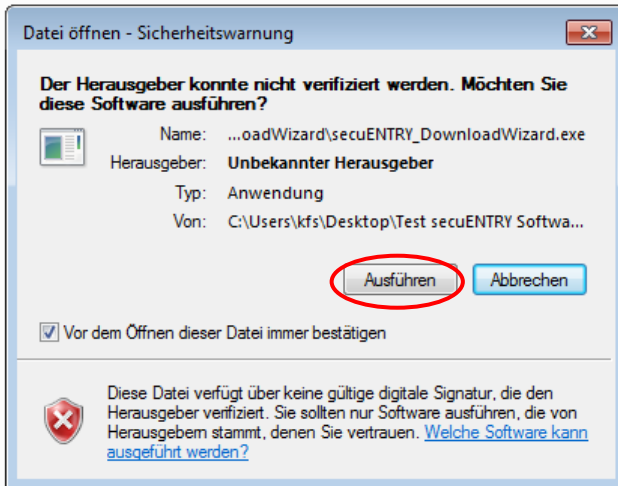 Datei öffnen - Sicherheitswarnung
Der Herausgeber konnte nicht verifiziert werden. Möchten Sie
diese Software ausführen?
Name: ...oadWizard\secuENTRY_DownloadWizard.exe
Herausgeber: Unbekannter Herausgeber
Typ: Anwendung
Von: C:\Users\kfs\Desktop\Test secuENTRY Softwa...
Ausführen Abbrechen
Vor dem Öffnen dieser Datei immer bestätigen
Diese Datei verfügt über keine gültige digitale Signatur, die den
Herausgeber verifiziert. Sie sollten nur Software ausführen, die von
Herausgebern stammt, denen Sie vertrauen. Welche Software kann
ausgeführt werden?